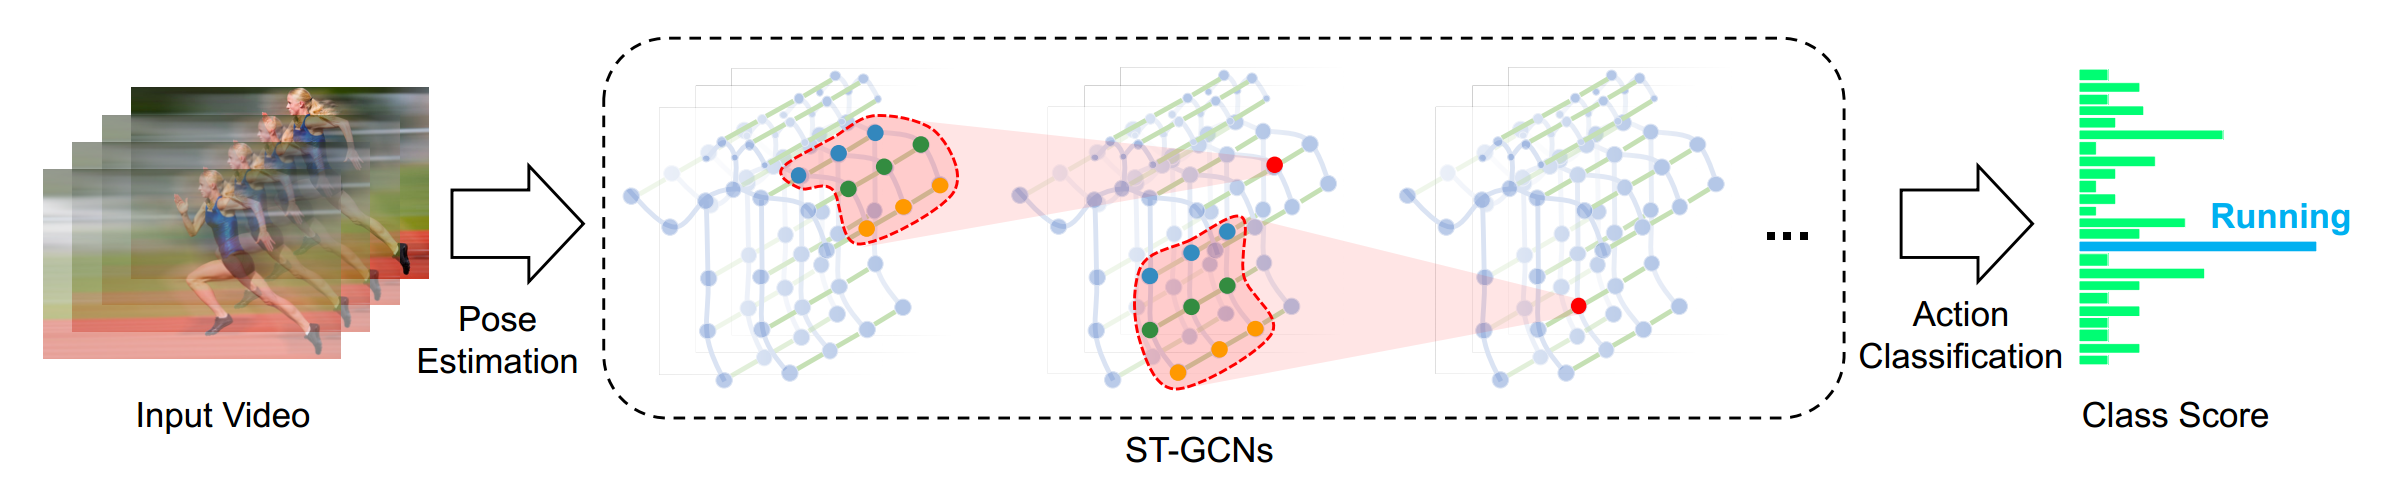 Input Video
Pose
Estimation
ST-GCNs
...
Action
Classification
Running
Class Score